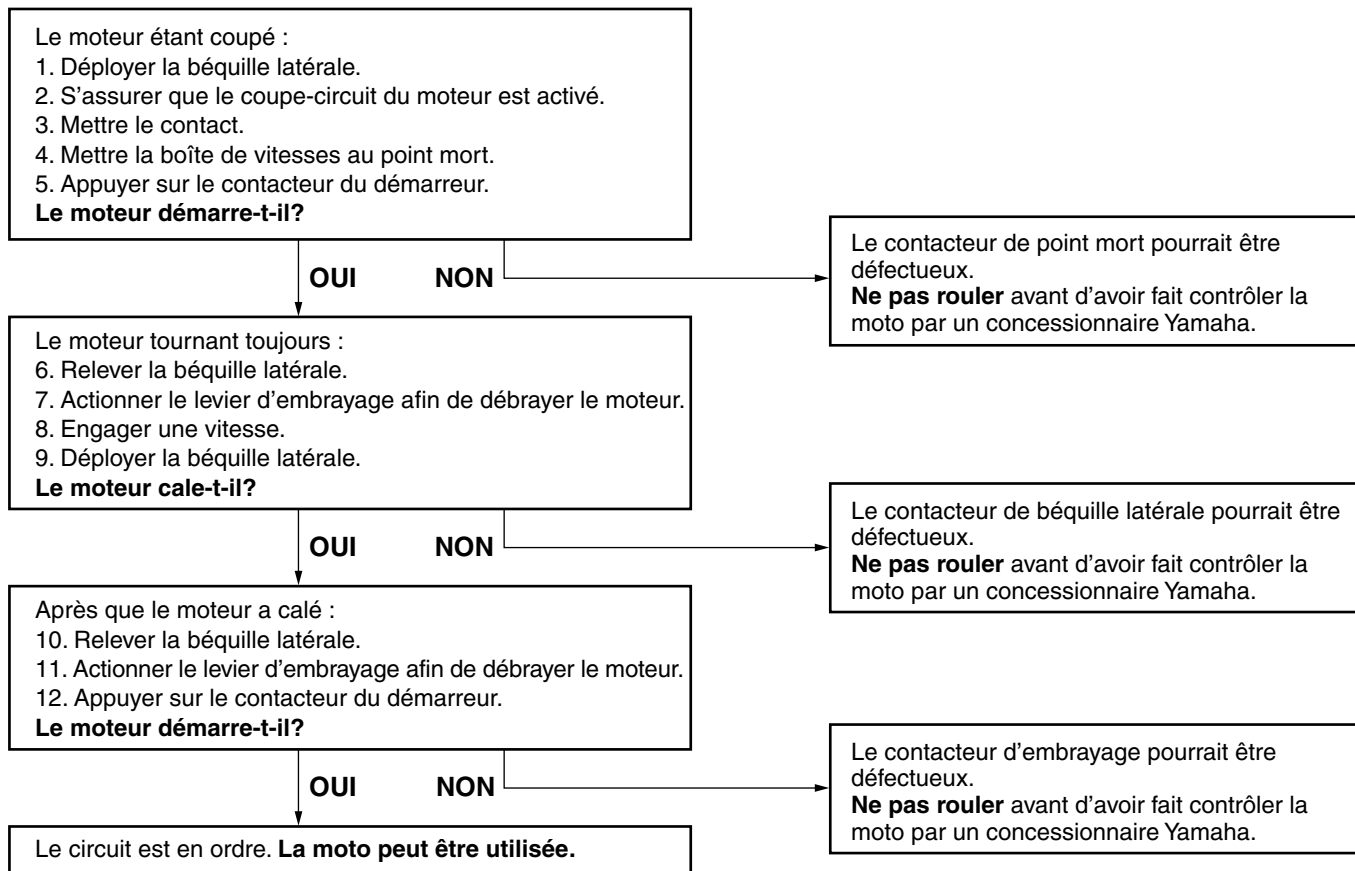 Le moteur étant coupé :
1. Déployer la béquille latérale.
2. S'assurer que le coupe-circuit du moteur est activé.
3. Mettre le contact.
4. Mettre la boîte de vitesses au point mort.
5. Appuyer sur le contacteur du démarreur.
Le moteur démarre-t-il?
OUI NON
Le contacteur de point mort pourrait être
défectueux.
Ne pas rouler avant d'avoir fait contrôler la
moto par un concessionnaire Yamaha.
Le moteur tournant toujours :
6. Relever la béquille latérale.
7. Actionner le levier d'embrayage afin de débrayer le moteur.
8. Engager une vitesse.
9. Déployer la béquille latérale.
Le moteur cale-t-il?
OUI NON
Le contacteur de béquille latérale pourrait être
défectueux.
Ne pas rouler avant d'avoir fait contrôler la
moto par un concessionnaire Yamaha.
Après que le moteur a calé :
10. Relever la béquille latérale.
11. Actionner le levier d'embrayage afin de débrayer le moteur.
12. Appuyer sur le contacteur du démarreur.
Le moteur démarre-t-il?
OUI NON
Le contacteur d'embrayage pourrait être
défectueux.
Ne pas rouler avant d'avoir fait contrôler la
moto par un concessionnaire Yamaha.
Le circuit est en ordre. La moto peut être utilisée.